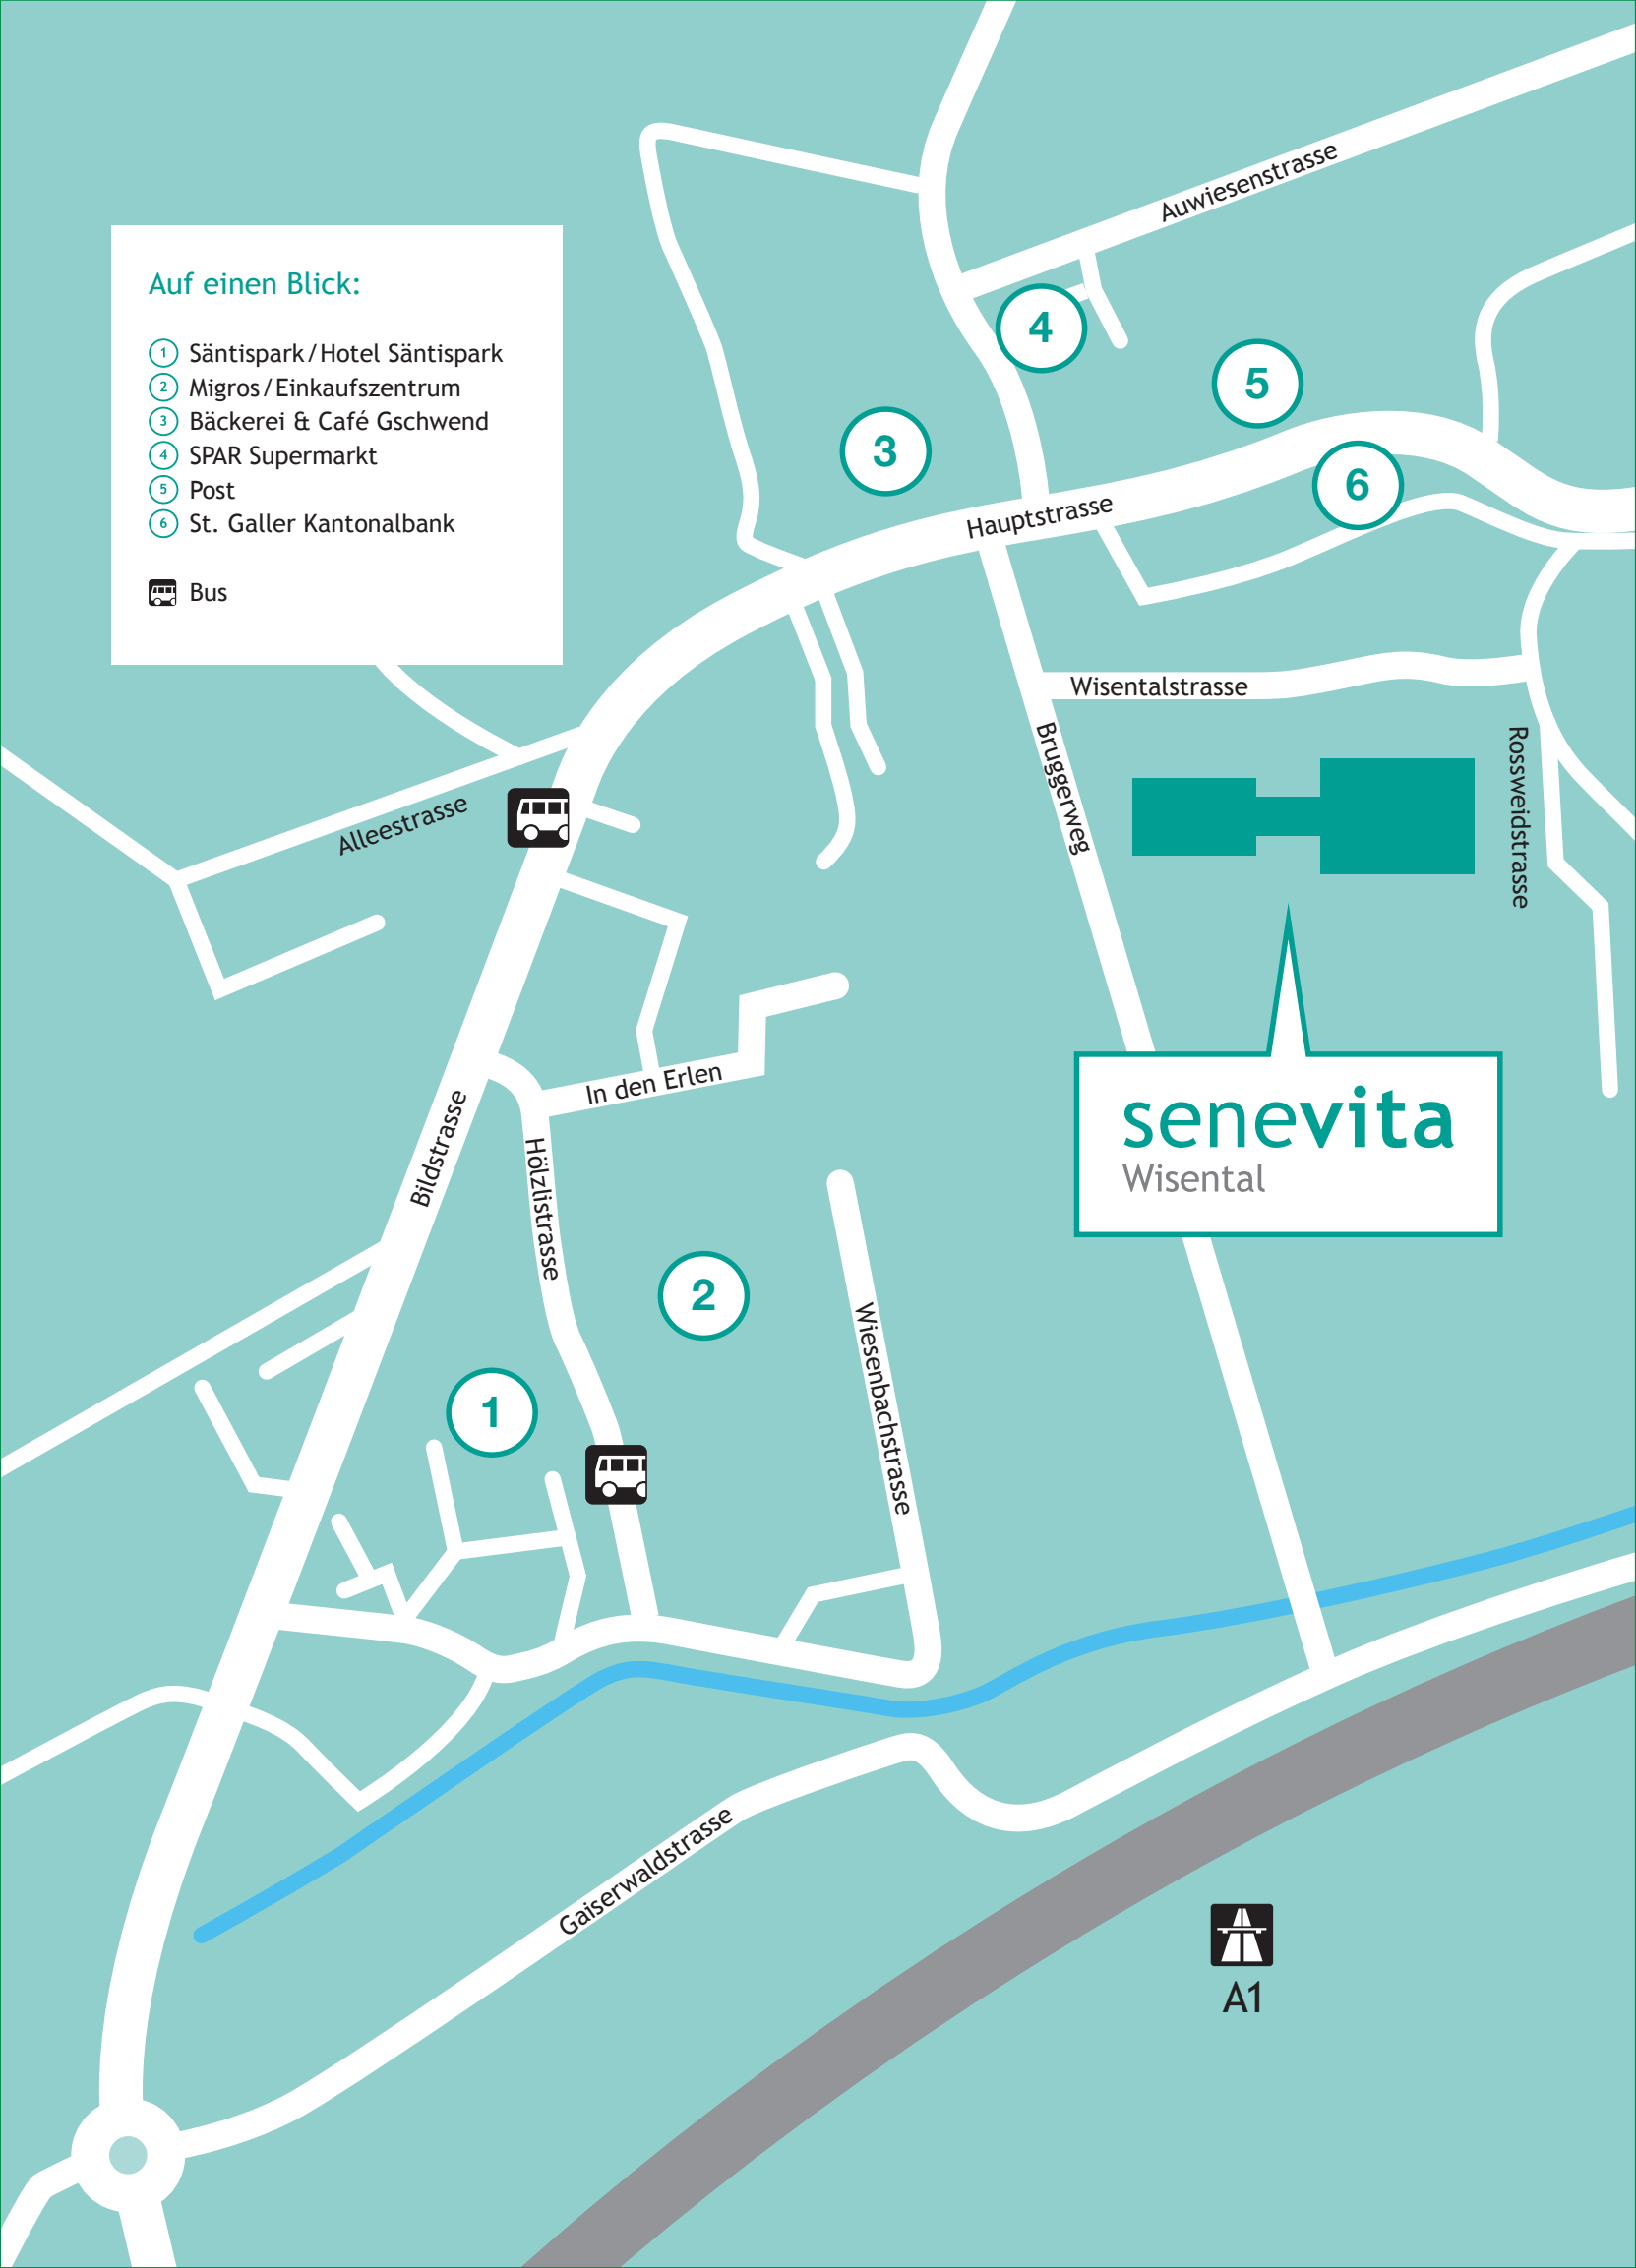 Auwiesenstrasse
Auf einen Blick:
1 Säntispark/Hotel Säntispark
2 Migros/Einkaufszentrum
3 Bäckerei & Café Gschwend
4 SPAR Supermarkt
5 Post
6 St. Galler Kantonalbank
Bus
4
5
3
6
Hauptstrasse
Wisentalstrasse
Bruggerweg
Rossweidstrasse
Alleestrasse
In den Erlen
Bildstrasse
Hölzlistrasse
senevita
Wisental
2
Wiesenbachstrasse
1
Gaiserwaldstrasse
A1